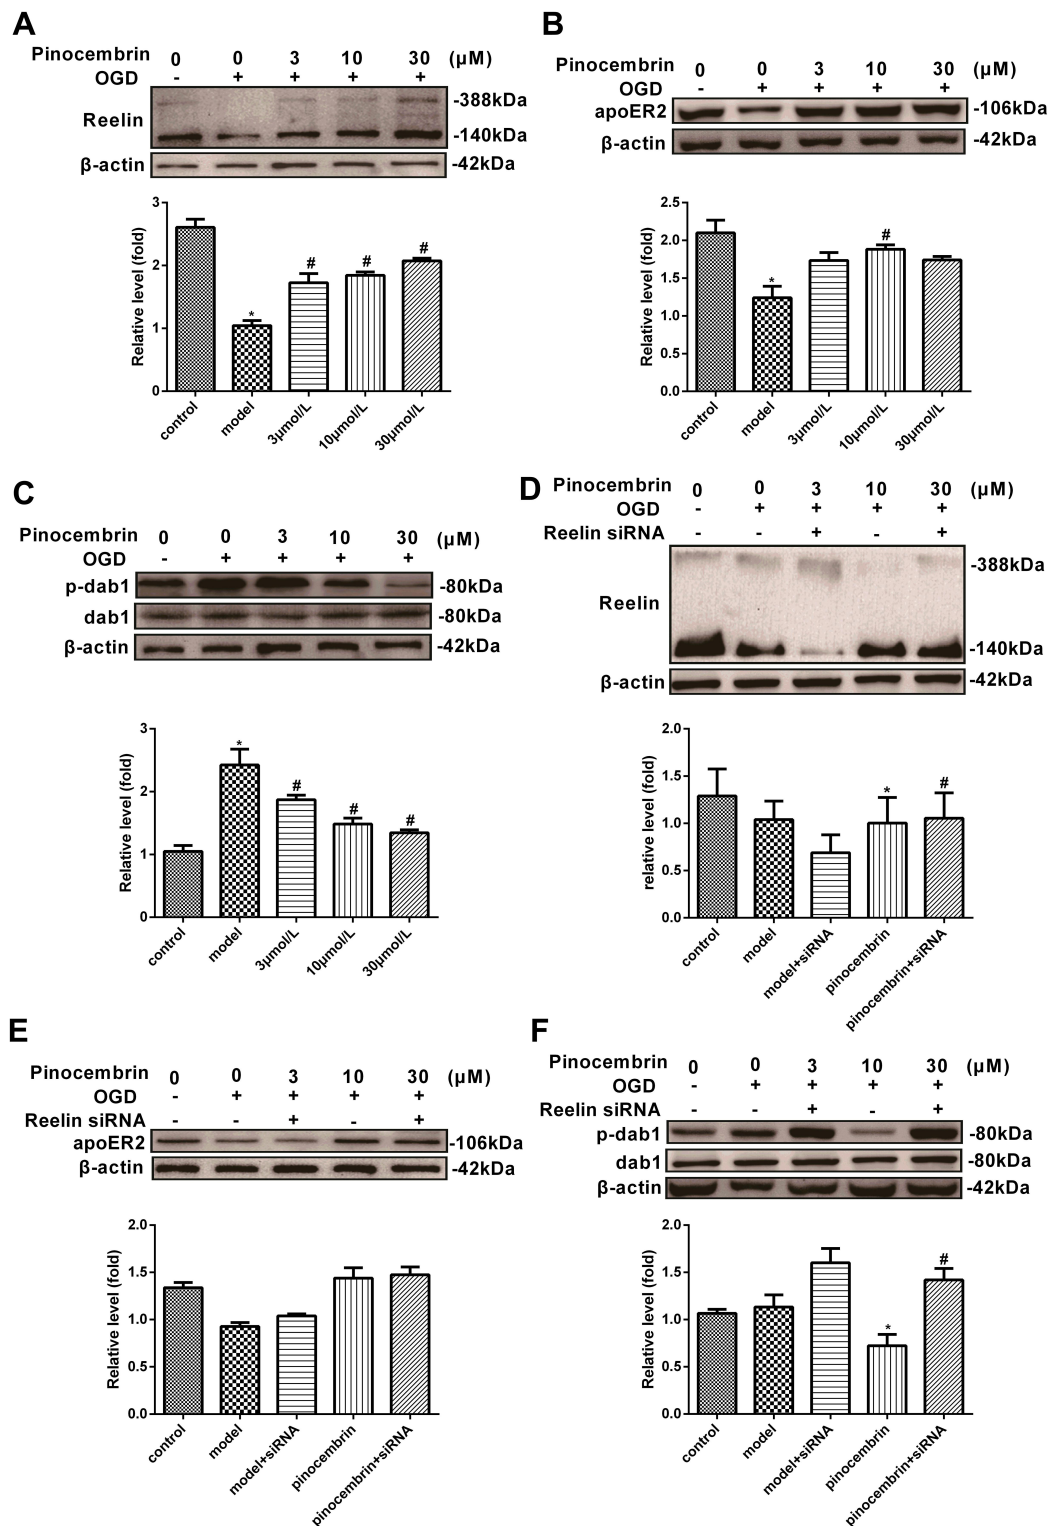 A
Pinocembrin 0 0 3 10 30 (μM)
OGD - + + + +
Reelin -388kDa
-140kDa
β-actin -42kDa
Relative level (fold)
3
2
1
0
* # # #
control model 3μmol/L 10μmol/L 30μmol/L
B
Pinocembrin 0 0 3 10 30 (μM)
OGD - + + + +
apoER2 -106kDa
β-actin -42kDa
Relative level (fold)
2.5
2.0
1.5
1.0
0.5
0.0
* #
control model 3μmol/L 10μmol/L 30μmol/L
C
Pinocembrin 0 0 3 10 30 (μM)
OGD - + + + +
p-dab1 -80kDa
dab1 -80kDa
β-actin -42kDa
Relative level (fold)
3
2
1
0
* # # #
control model 3μmol/L 10μmol/L 30μmol/L
D
Pinocembrin 0 0 3 10 30 (μM)
OGD - + + + +
Reelin siRNA - - + - +
-388kDa
Reelin
-140kDa
β-actin -42kDa
relative level (fold)
2.0
1.5
1.0
0.5
0.0
* #
control model model+siRNA pinocembrin pinocembrin+siRNA
E
Pinocembrin 0 0 3 10 30 (μM)
OGD - + + + +
Reelin siRNA - - + - +
apoER2 -106kDa
β-actin -42kDa
Relative level (fold)
2.0
1.5
1.0
0.5
0.0
control model model+siRNA pinocembrin pinocembrin+siRNA
F
Pinocembrin 0 0 3 10 30 (μM)
OGD - + + + +
Reelin siRNA - - + - +
p-dab1 -80kDa
dab1 -80kDa
β-actin -42kDa
Relative level (fold)
2.0
1.5
1.0
0.5
0.0
* #
control model model+siRNA pinocembrin pinocembrin+siRNA